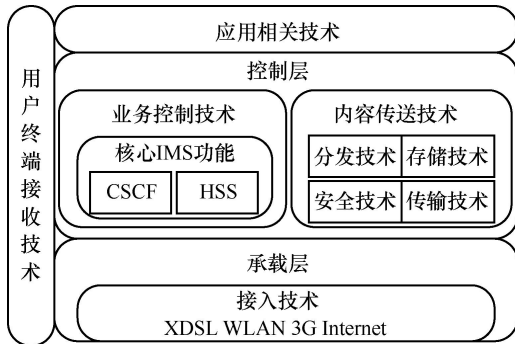 用户终端接收技术
应用相关技术
控制层
业务控制技术
核心IMS功能
CSCF
HSS
内容传送技术
分发技术
存储技术
安全技术
传输技术
承载层
接入技术
XDSL WLAN 3G Internet